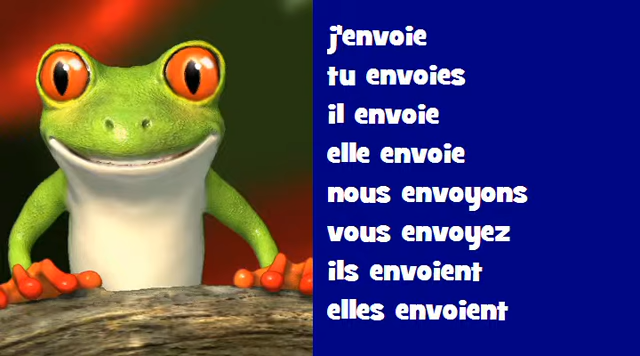 j'envoie
tu envoies
il envoie
elle envoie
nous envoyons
vous envoyez
ils envoient
elles envoient